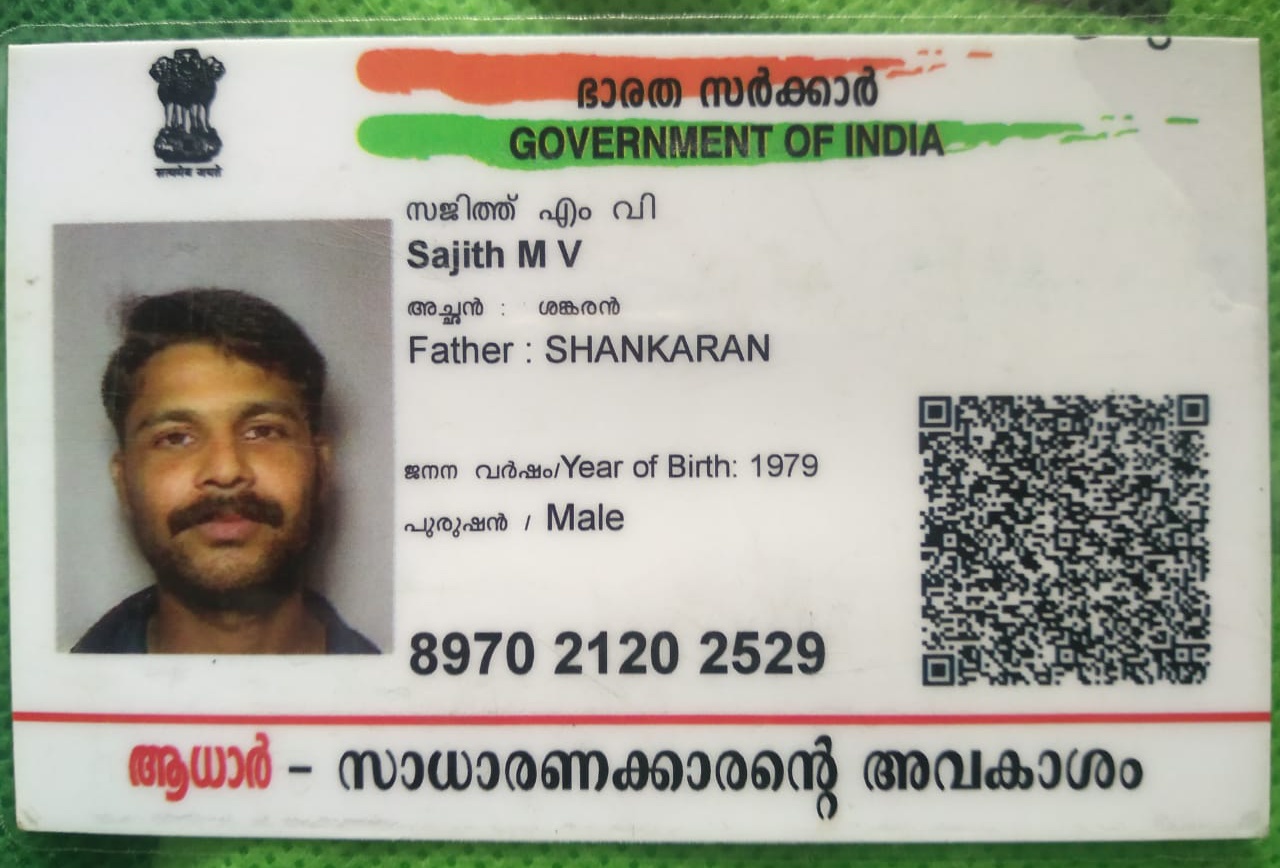 ഭാരത സർക്കാർ
GOVERNMENT OF INDIA
सत्यमेव जयते
സജിത്ത് എം വി
Sajith M V
അച്ഛൻ : ശങ്കരൻ
Father : SHANKARAN
ജനന വർഷം/Year of Birth: 1979
പുരുഷൻ / Male
8970 2120 2529
ആധാർ - സാധാരണക്കാരന്റെ അവകാശം